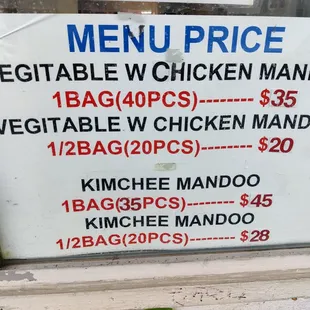 MENU PRICE
EGITABLE W CHICKEN MAN
1BAG(40PCS)-------- $35
VEGITABLE W CHICKEN MAND
1/2BAG(20PCS)-------- $20
KIMCHEE MANDOO
1BAG(35PCS)-------- $45
KIMCHEE MANDOO
1/2BAG(20PCS)-------- $28